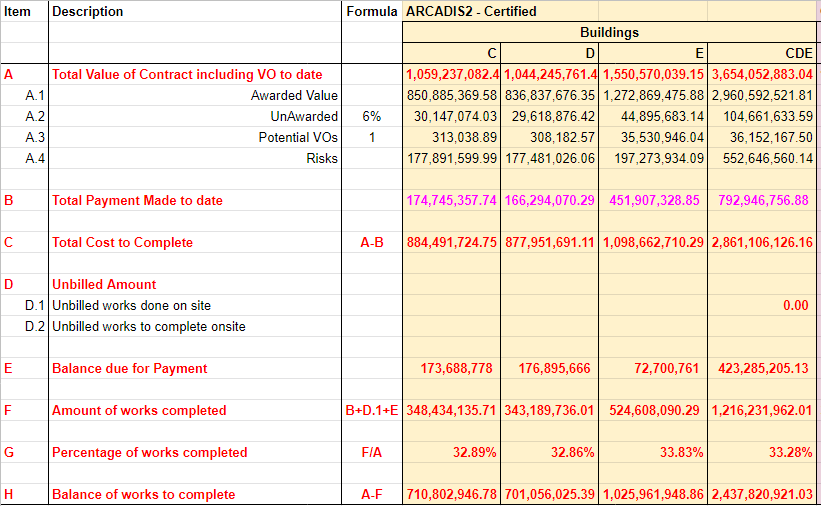 Item Description Formula ARCADIS2 - Certified
Buildings
C D E CDE
A Total Value of Contract including VO to date 1,059,237,082.4 1,044,245,761.4 1,550,570,039.15 3,654,052,883.04
A.1 Awarded Value 850,885,369.58 836,837,676.35 1,272,869,475.88 2,960,592,521.81
A.2 UnAwarded 6% 30,147,074.03 29,618,876.42 44,895,683.14 104,661,633.59
A.3 Potential VOs 1 313,038.89 308,182.57 35,530,946.04 36,152,167.50
A.4 Risks 177,891,599.99 177,481,026.06 197,273,934.09 552,646,560.14
B Total Payment Made to date 174,745,357.74 166,294,070.29 451,907,328.85 792,946,756.88
C Total Cost to Complete A-B 884,491,724.75 877,951,691.11 1,098,662,710.29 2,861,106,126.16
D Unbilled Amount
D.1 Unbilled works done on site 0.00
D.2 Unbilled works to complete onsite
E Balance due for Payment 173,688,778 176,895,666 72,700,761 423,285,205.13
F Amount of works completed B+D.1+E 348,434,135.71 343,189,736.01 524,608,090.29 1,216,231,962.01
G Percentage of works completed F/A 32.89% 32.86% 33.83% 33.28%
H Balance of works to complete A-F 710,802,946.78 701,056,025.39 1,025,961,948.86 2,437,820,921.03